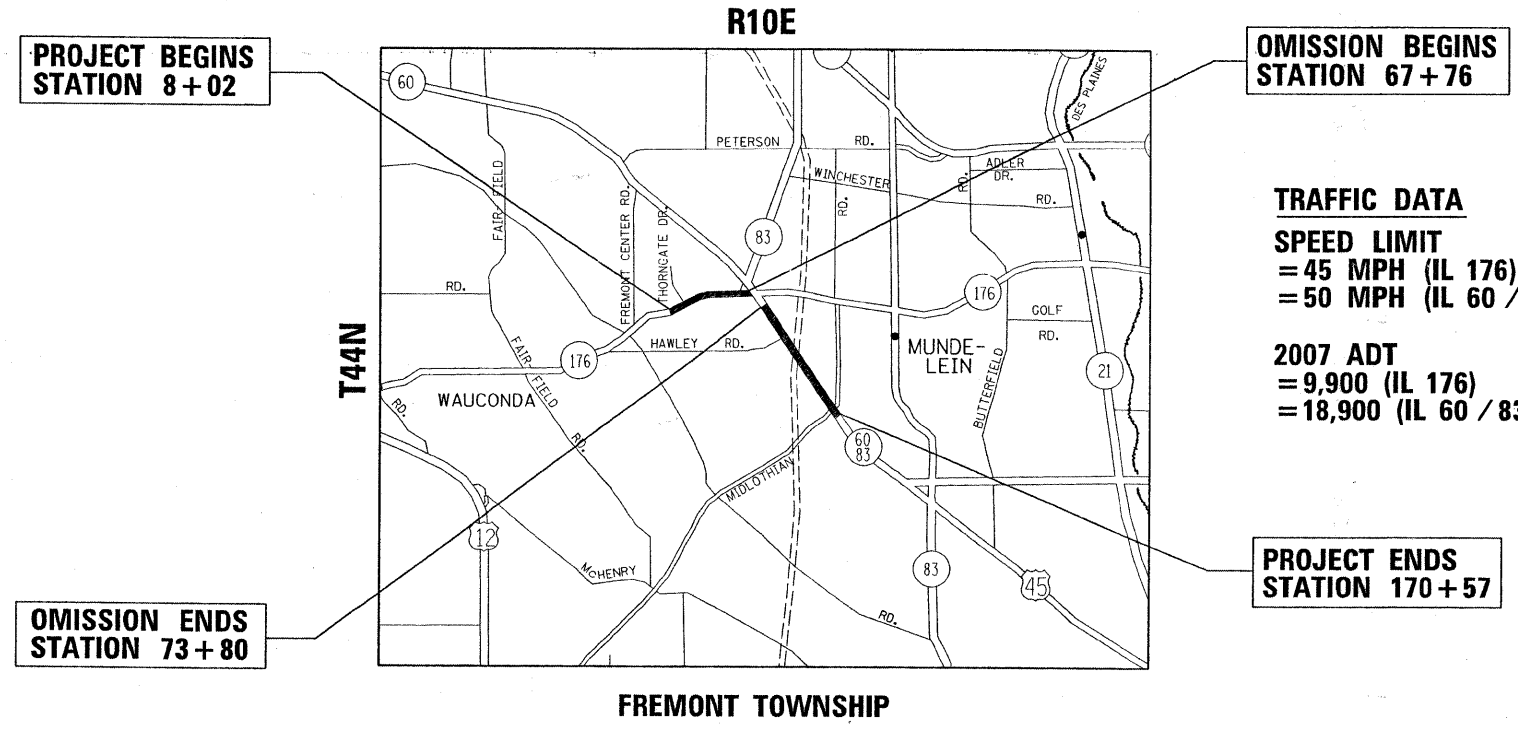 R10E
PROJECT BEGINS
STATION 8+02
OMISSION BEGINS
STATION 67+76
60
DES PLAINES
PETERSON RD.
ADLER
DR.
WINCHESTER
RD.
RD.
RD.
FAIR-FIELD
FREMONT CENTER RD.
THORNGATE DR.
83
TRAFFIC DATA
SPEED LIMIT
=45 MPH (IL 176)
=50 MPH (IL 60 /
RD.
176
GOLF
RD.
T44N
HAWLEY RD.
176
FAIR-FIELD
RD.
MUNDE-
LEIN
BUTTERFIELD
21
2007 ADT
=9,900 (IL 176)
=18,900 (IL 60 / 83
WAUCONDA
RD.
60
83
MIDLOTHIAN
12
McHENRY
RD.
83
45
PROJECT ENDS
STATION 170+57
OMISSION ENDS
STATION 73+80
FREMONT TOWNSHIP